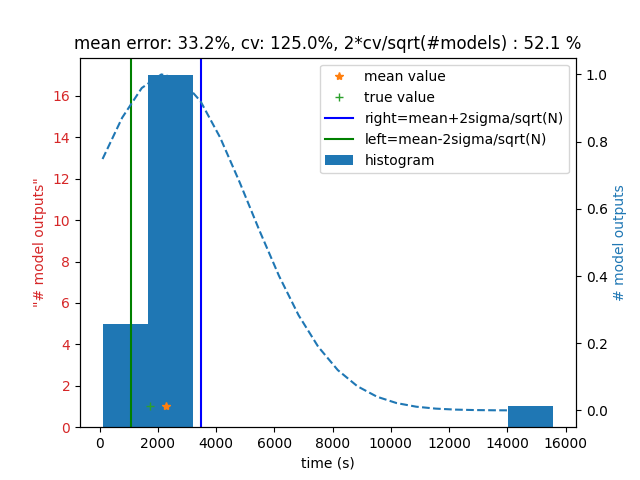 mean error: 33.2%, cv: 125.0%, 2*cv/sqrt(#models) : 52.1 %
mean value
true value
right=mean+2sigma/sqrt(N)
left=mean-2sigma/sqrt(N)
histogram
"# model outputs"
16
14
12
10
8
6
4
2
0
1.0
0.8
0.6
0.4
0.2
0.0
# model outputs
0 2000 4000 6000 8000 10000 12000 14000 16000
time (s)